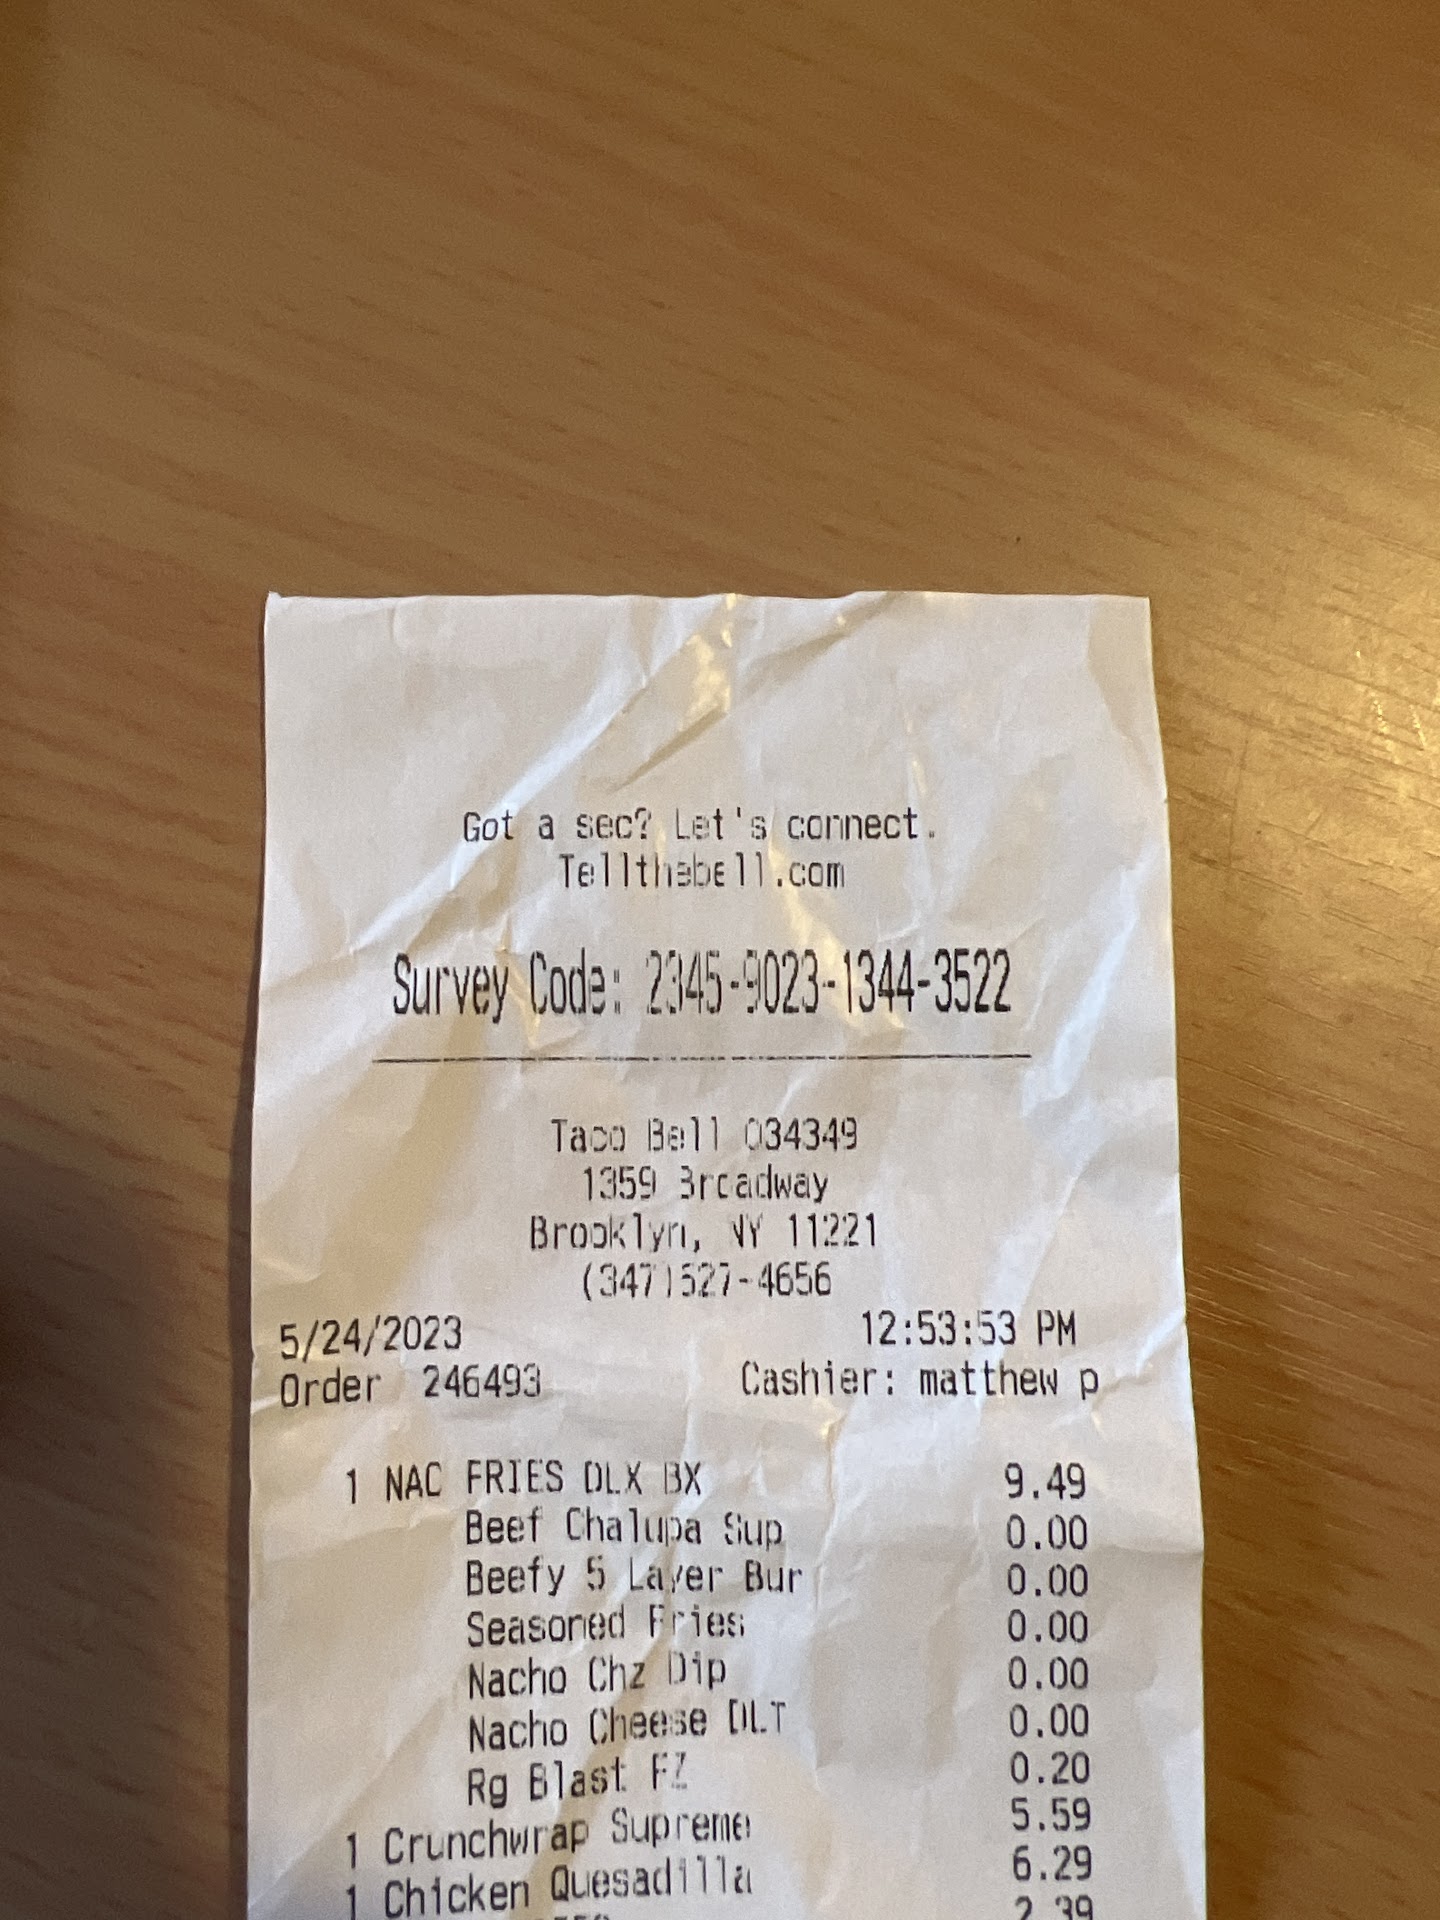 Got a sec? Let's connect.
Tellthebell.com
Survey Code: 2345-9023-1344-3522
Taco Bell 034349
1359 Broadway
Brooklyn, NY 11221
(347)527-4656
5/24/2023 12:53:53 PM
Order 246493 Cashier: matthew p
1 NAC FRIES DLX BX 9.49
Beef Chalupa Sup 0.00
Beefy 5 Layer Bur 0.00
Seasoned Fries 0.00
Nacho Chz Dip 0.00
Nacho Cheese DLT 0.00
Rg Blast FZ 0.20
1 Crunchwrap Supreme 5.59
1 Chicken Quesadilla 6.29
2.39